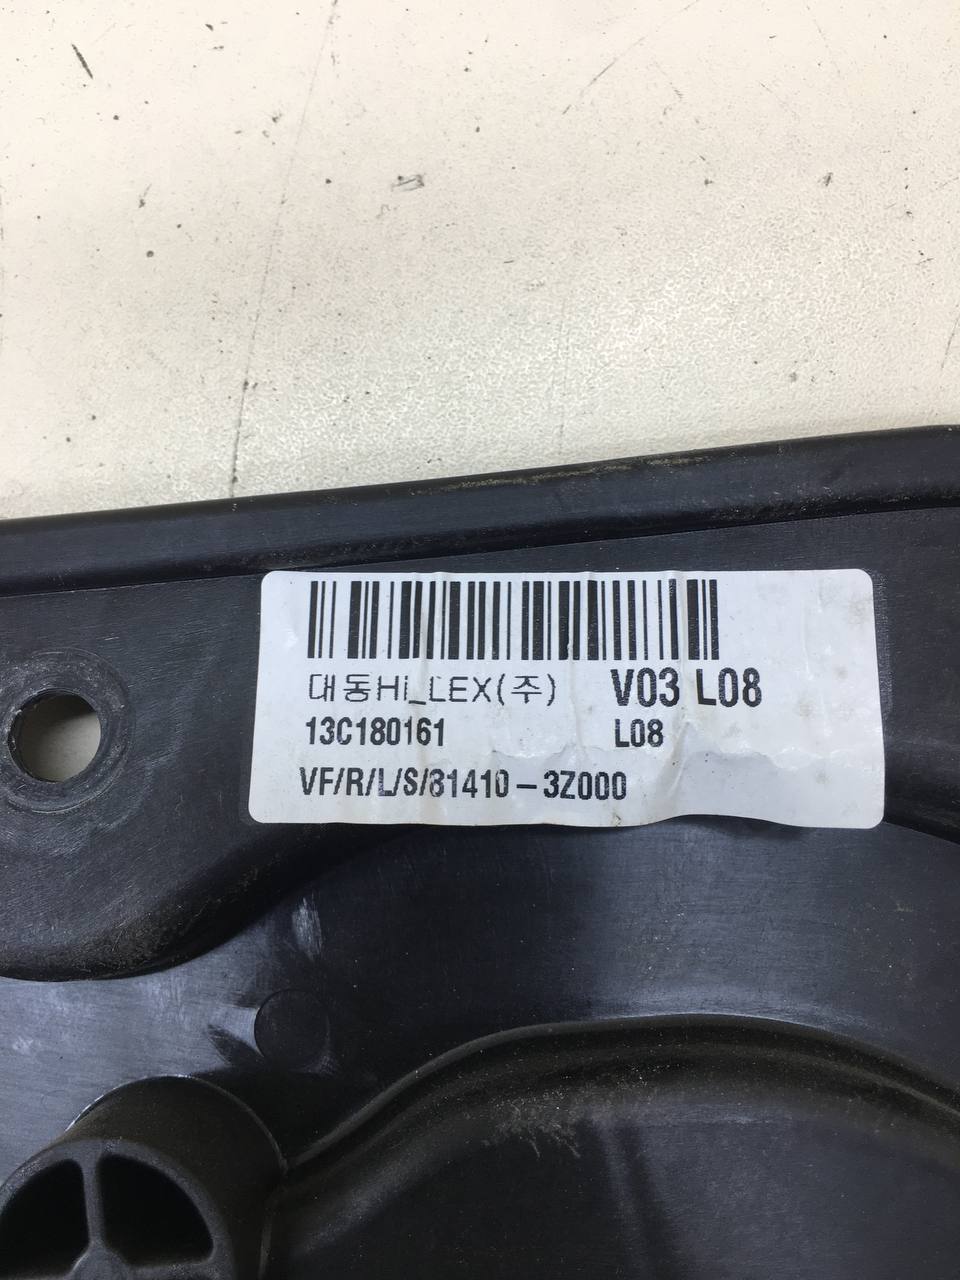 대동Hi_LEX(주) V03 L08
13C180161 L08
VF/R/L/S/81410-3Z000